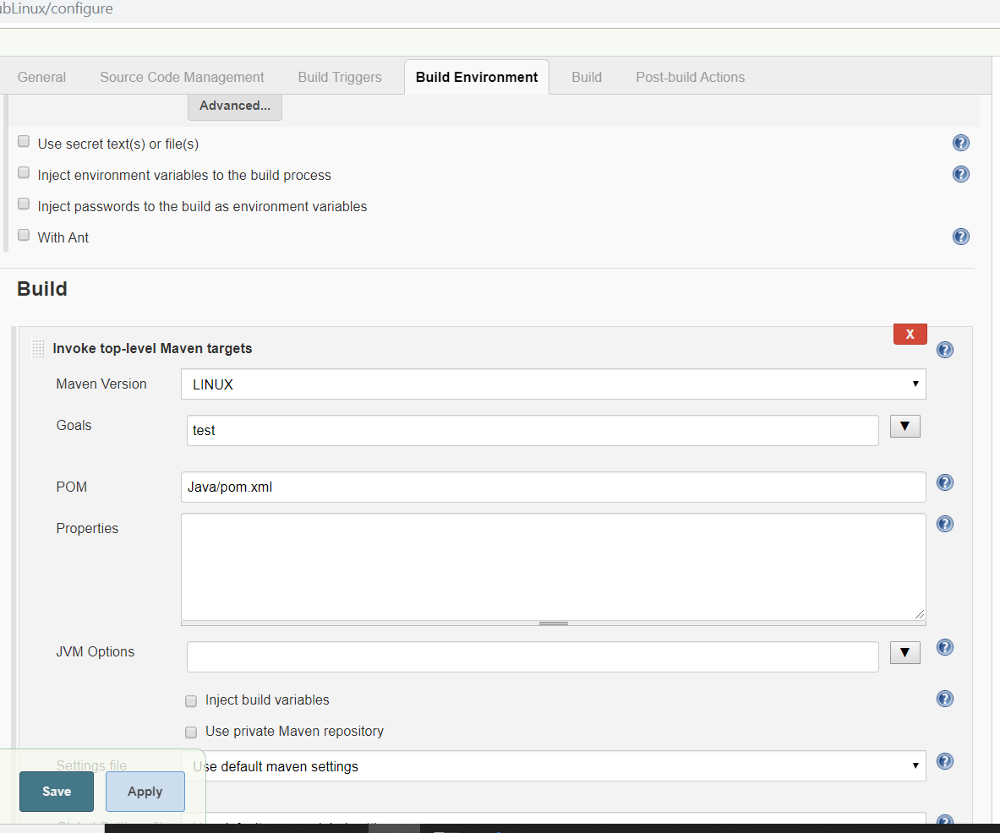 ubLinux/configure
General Source Code Management Build Triggers Build Environment Build Post-build Actions
Advanced...
Use secret text(s) or file(s)
Inject environment variables to the build process
Inject passwords to the build as environment variables
With Ant
Build
X
Invoke top-level Maven targets
Maven Version LINUX
Goals test
POM Java/pom.xml
Properties
JVM Options
Inject build variables
Use private Maven repository
Settings file Use default maven settings
Save Apply